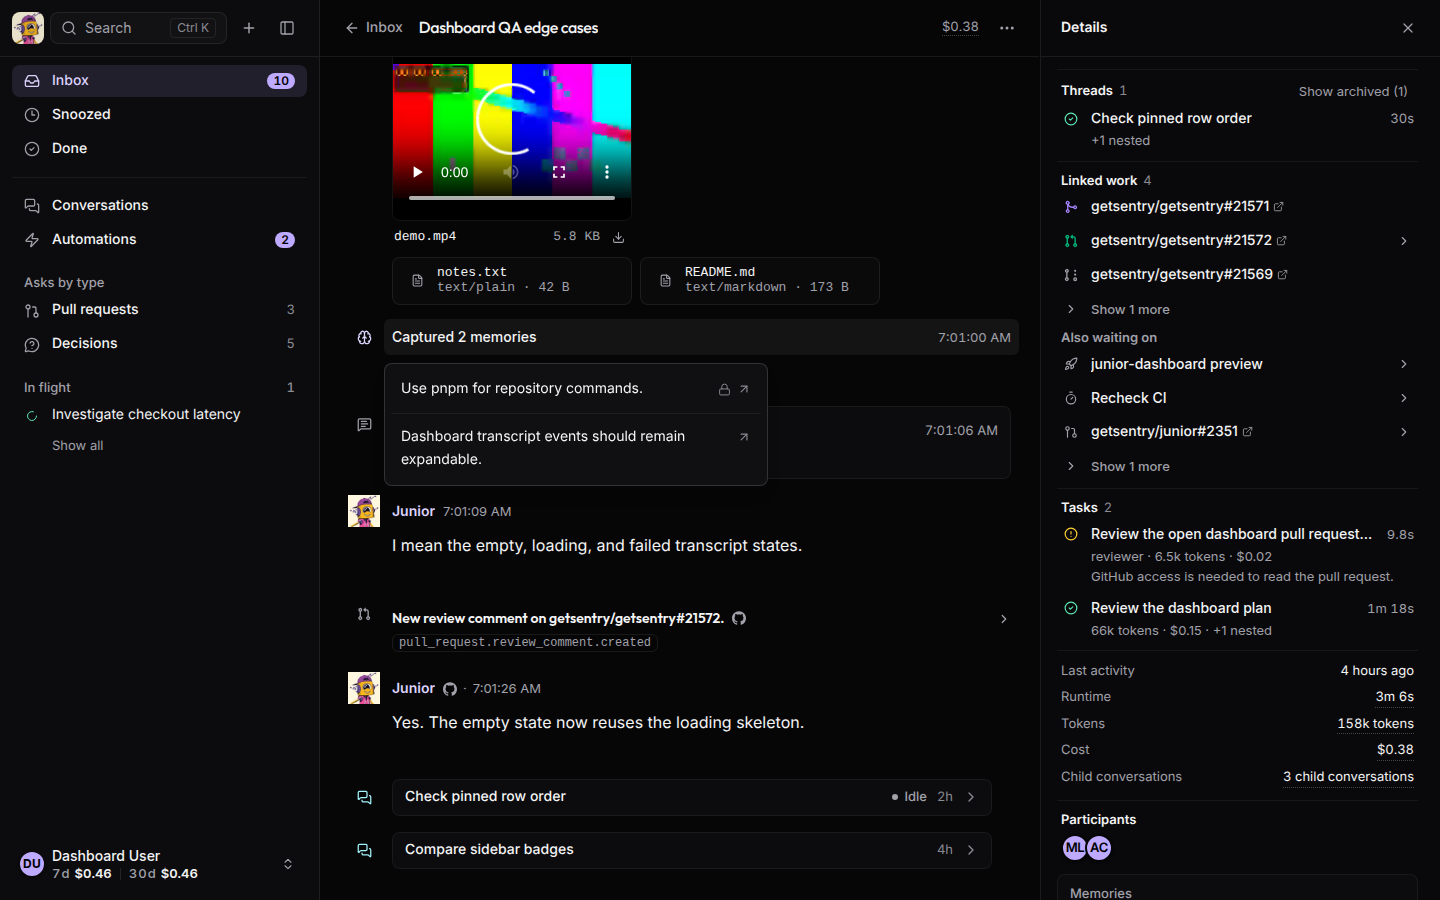 Search
Ctrl K
Inbox
10
Snoozed
Done
Conversations
Automations
2
Asks by type
Pull requests
3
Decisions
5
In flight
1
Investigate checkout latency
Show all
DU
Dashboard User
7d $0.46 30d $0.46
Inbox
Dashboard QA edge cases
$0.38
0:00
demo.mp4
5.8 KB
notes.txt
text/plain · 42 B
README.md
text/markdown · 173 B
Captured 2 memories
7:01:00 AM
Use pnpm for repository commands.
Dashboard transcript events should remain
expandable.
7:01:06 AM
Junior 7:01:09 AM
I mean the empty, loading, and failed transcript states.
New review comment on getsentry/getsentry#21572.
pull_request.review_comment.created
Junior · 7:01:26 AM
Yes. The empty state now reuses the loading skeleton.
Check pinned row order
Idle 2h
Compare sidebar badges
4h
Details
Threads 1
Show archived (1)
Check pinned row order
30s
+1 nested
Linked work 4
getsentry/getsentry#21571
getsentry/getsentry#21572
getsentry/getsentry#21569
Show 1 more
Also waiting on
junior-dashboard preview
Recheck CI
getsentry/junior#2351
Show 1 more
Tasks 2
Review the open dashboard pull request...
9.8s
reviewer · 6.5k tokens · $0.02
GitHub access is needed to read the pull request.
Review the dashboard plan
1m 18s
66k tokens · $0.15 · +1 nested
Last activity
4 hours ago
Runtime
3m 6s
Tokens
158k tokens
Cost
$0.38
Child conversations
3 child conversations
Participants
ML AC
Memories